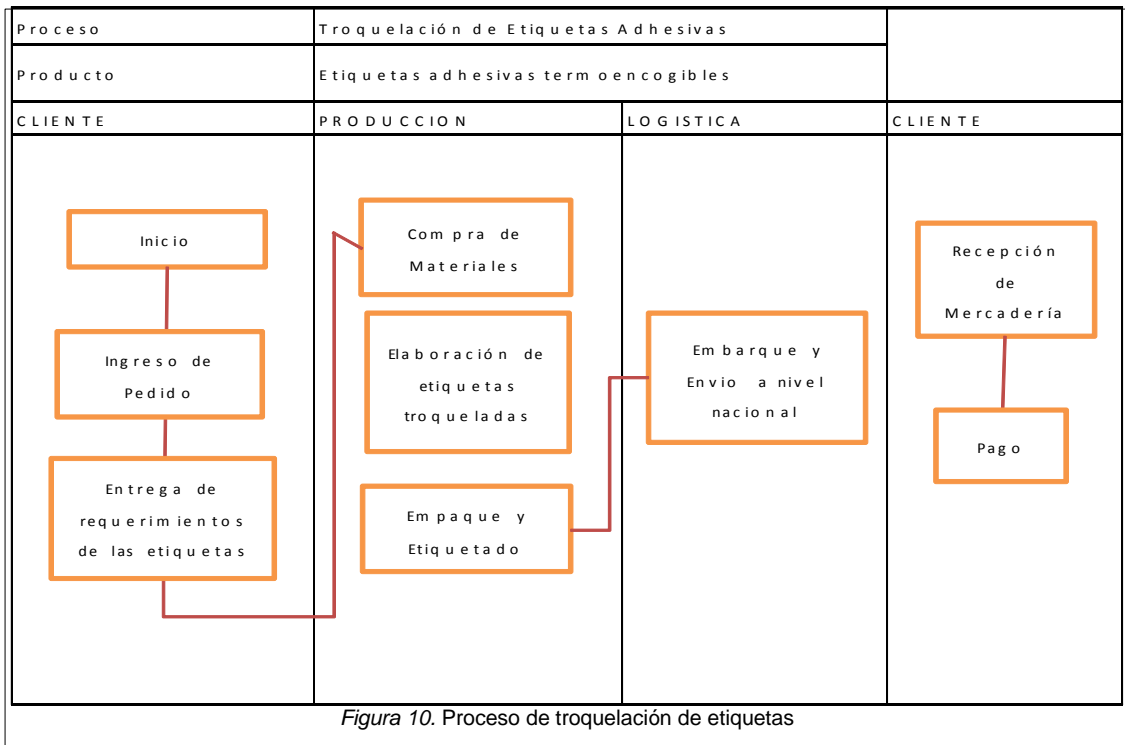 Proceso
Troquelación de Etiquetas Adhesivas
Producto
Etiquetas adhesivas termoencogibles
CLIENTE
PRODUCCION
LOGISTICA
CLIENTE
Inicio
Ingreso de
Pedido
Entrega de
requerimientos
de las etiquetas
Compra de
Materiales
Elaboración de
etiquetas
troqueladas
Empaque y
Etiquetado
Embarque y
Envio a nivel
nacional
Recepción
de
Mercadería
Pago
Figura 10. Proceso de troquelación de etiquetas